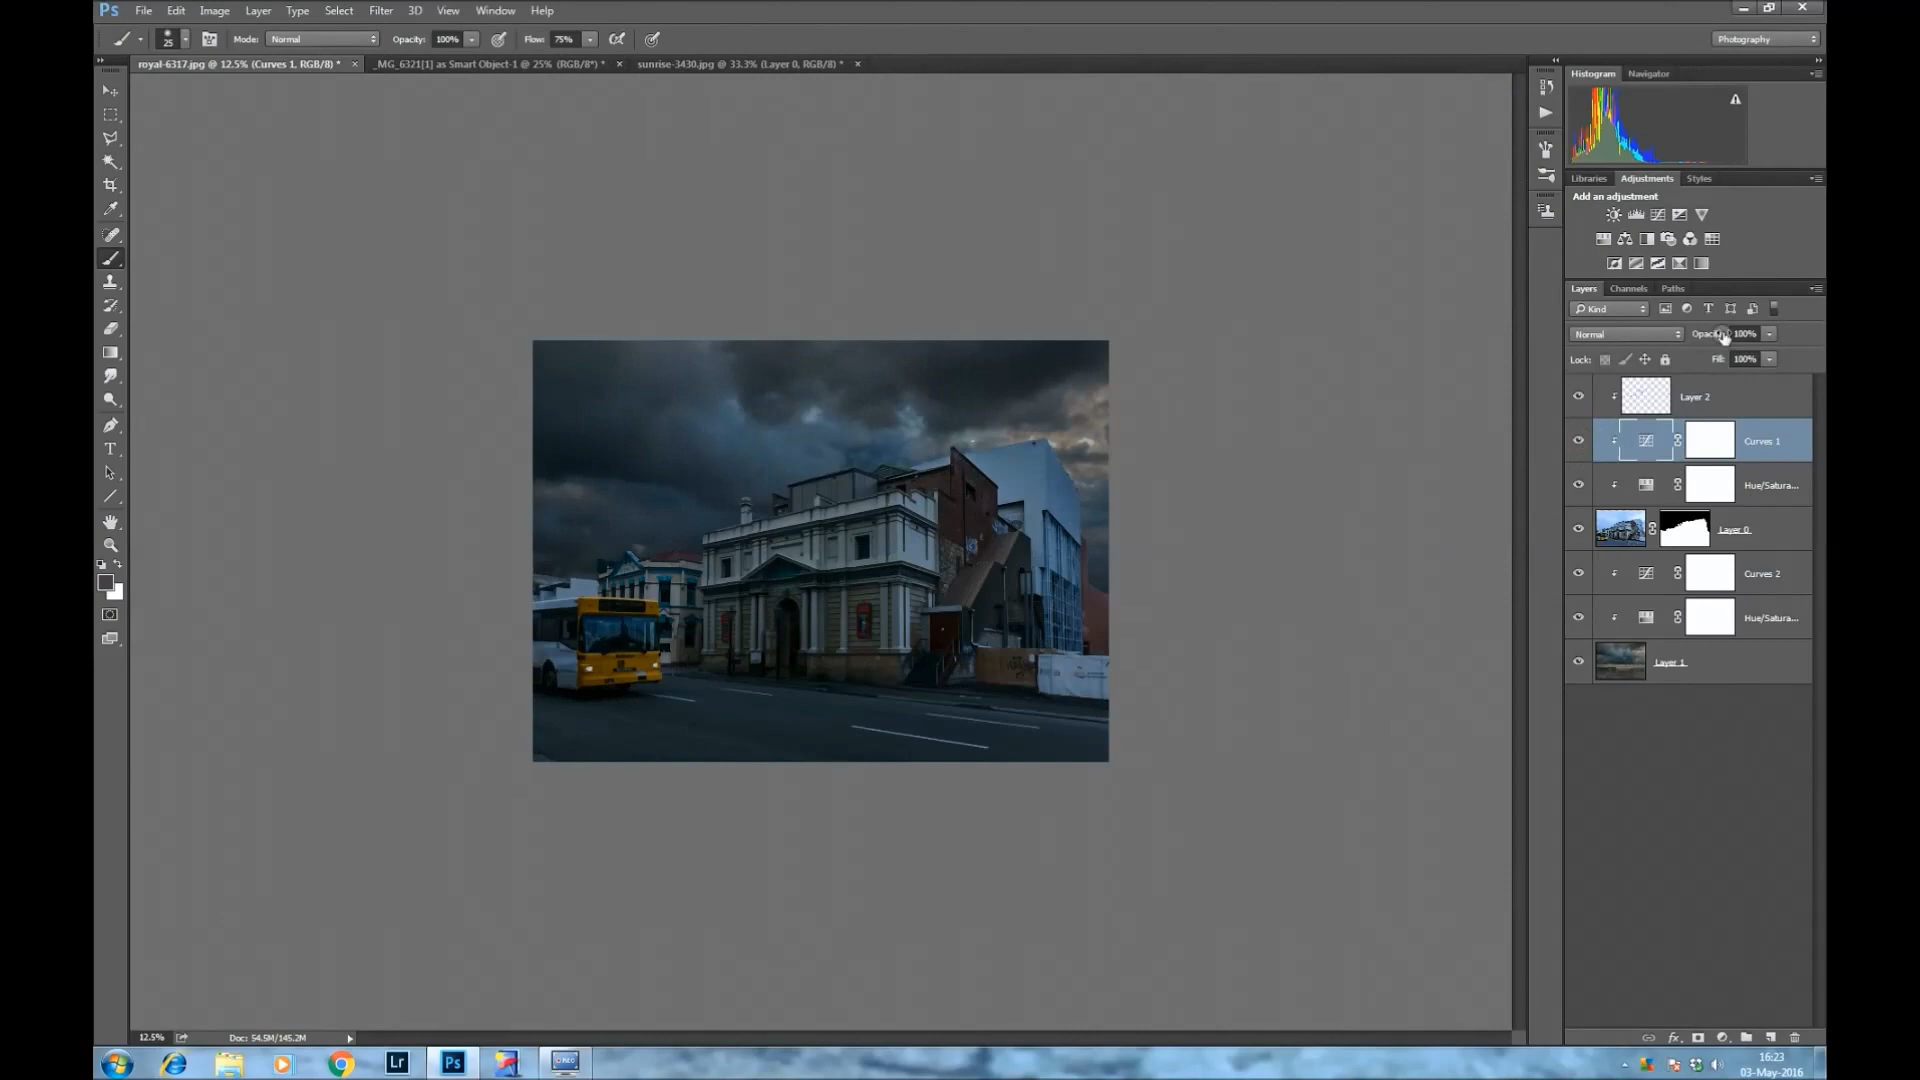 Ps File Edit Image Layer Type Select Filter 3D View Window Help
25 Mode: Normal Opacity: 100% Flow: 75% Photography
royal-6317.jpg @ 12.5% (Curves 1, RGB/8) * × _MG_6321[1] as Smart Object-1 @ 25% (RGB/8*) * × sunrise-3430.jpg @ 33.3% (Layer 0, RGB/8) * ×
Histogram Navigator
Libraries Adjustments Styles
Add an adjustment
Layers Channels Paths
Kind
Normal 100%
Lock: Fill: 100%
Layer 2
Curves 1
Hue/Satura...
Layer 0
Curves 2
Hue/Satura...
Layer 1
12.5% Doc: 54.5M/145.2M
Lr Ps REC
16:23
03-May-2016